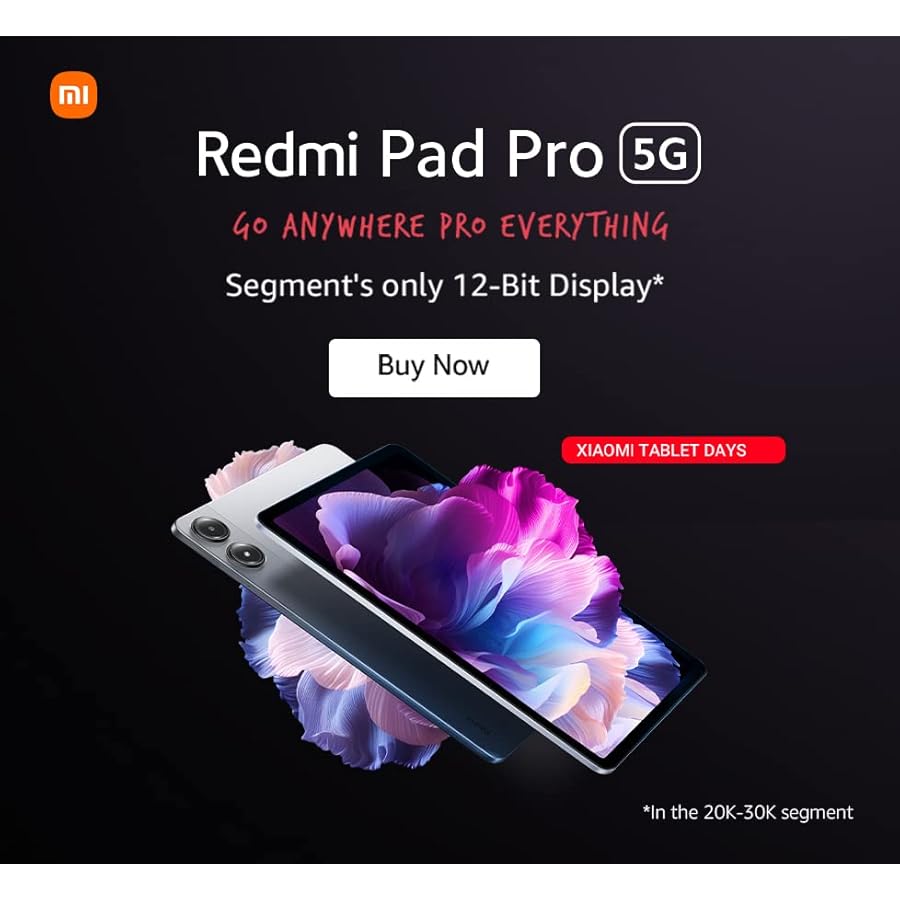 mi
Redmi Pad Pro 5G
GO ANYWHERE PRO EVERYTHING
Segment's only 12-Bit Display*
Buy Now
XIAOMI TABLET DAYS
*In the 20K-30K segment